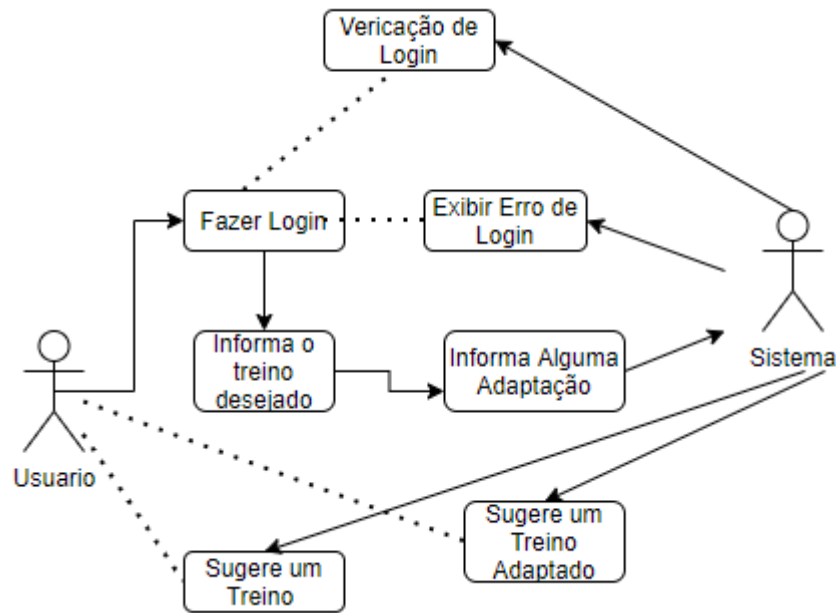 Vericação de
Login
Fazer Login
Exibir Erro de
Login
Informa o
treino
desejado
Informa Alguma
Adaptação
Sistema
Usuario
Sugere um
Treino
Adaptado
Sugere um
Treino